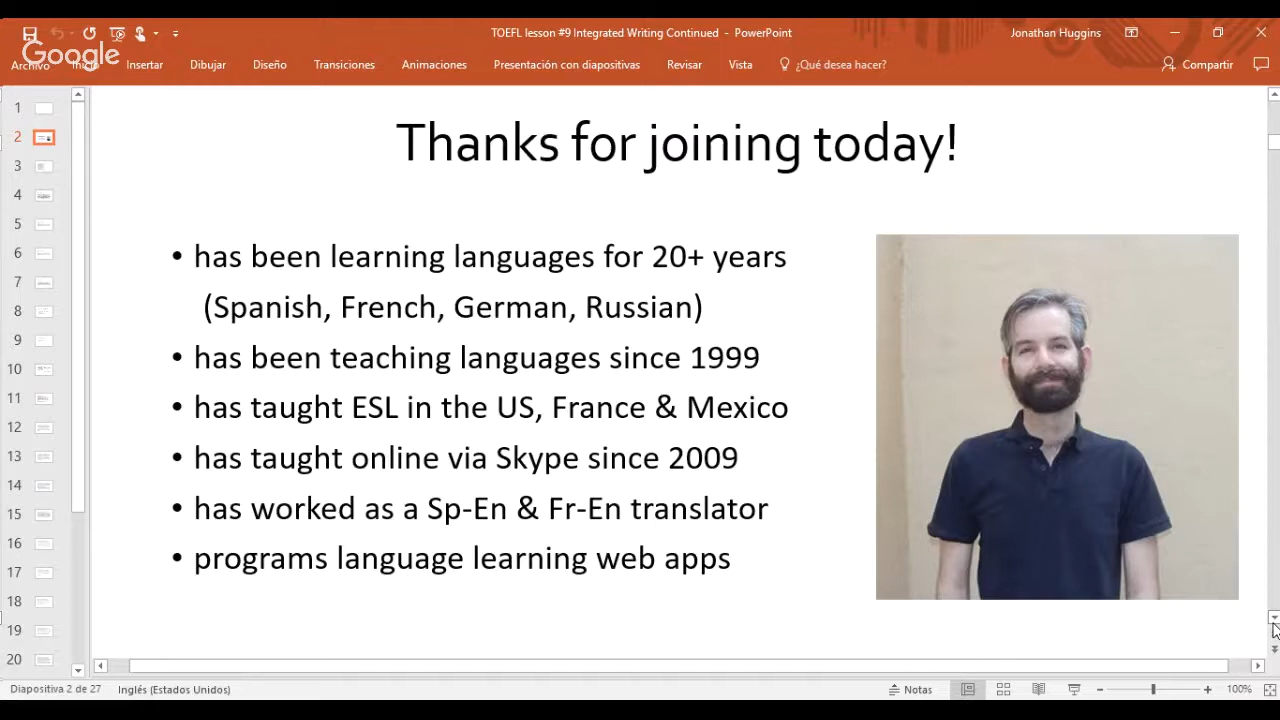 TOEFL lesson #9 Integrated Writing Continued - PowerPoint
Jonathan Huggins
Google
Archivo
Insertar
Dibujar
Diseño
Transiciones
Animaciones
Presentación con diapositivas
Revisar
Vista
¿Qué desea hacer?
Compartir
1
2
3
4
5
6
7
8
9
10
11
12
13
14
15
16
17
18
19
20
Thanks for joining today!
• has been learning languages for 20+ years
(Spanish, French, German, Russian)
• has been teaching languages since 1999
• has taught ESL in the US, France & Mexico
• has taught online via Skype since 2009
• has worked as a Sp-En & Fr-En translator
• programs language learning web apps
Diapositiva 2 de 27
Inglés (Estados Unidos)
Notas
100%